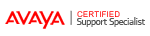 AVAYA
CERTIFIED
Support Specialist